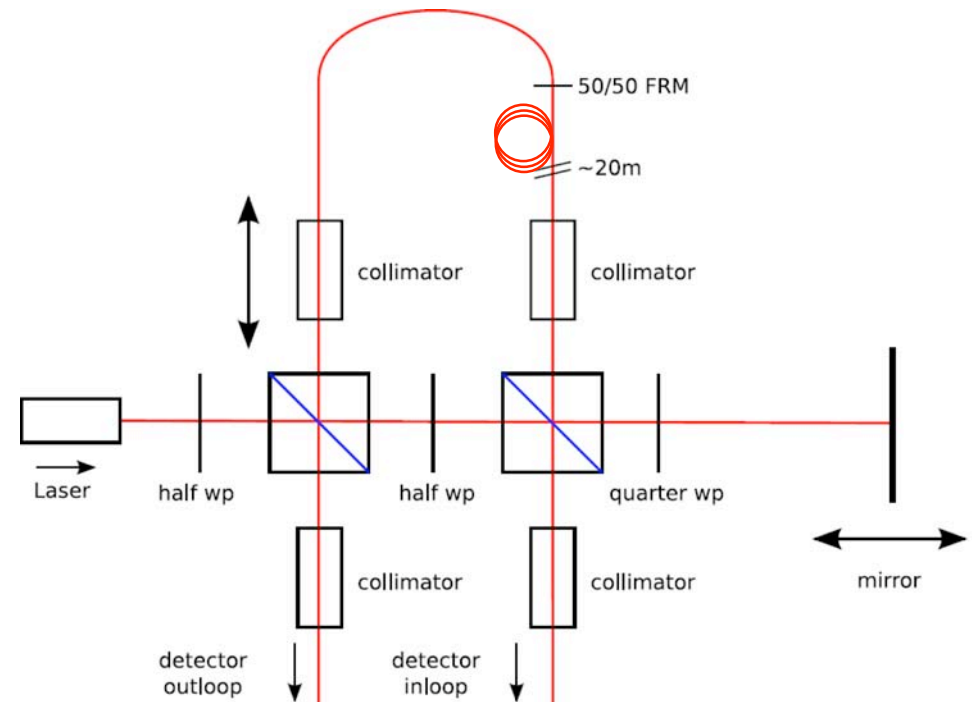 50/50 FRM
~20m
collimator
collimator
Laser
half wp
half wp
quarter wp
collimator
collimator
mirror
detector
outloop
detector
inloop